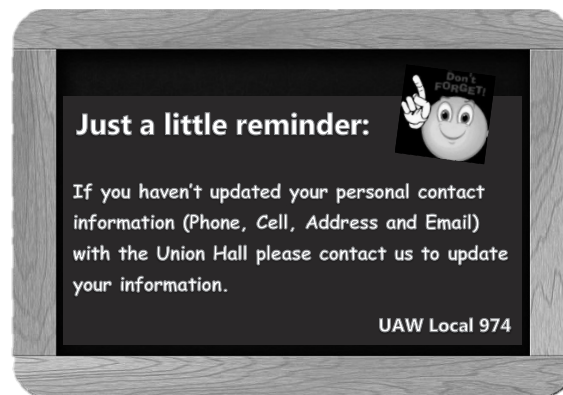 Don't
FORGET!
Just a little reminder:
If you haven't updated your personal contact
information (Phone, Cell, Address and Email)
with the Union Hall please contact us to update
your information.
UAW Local 974